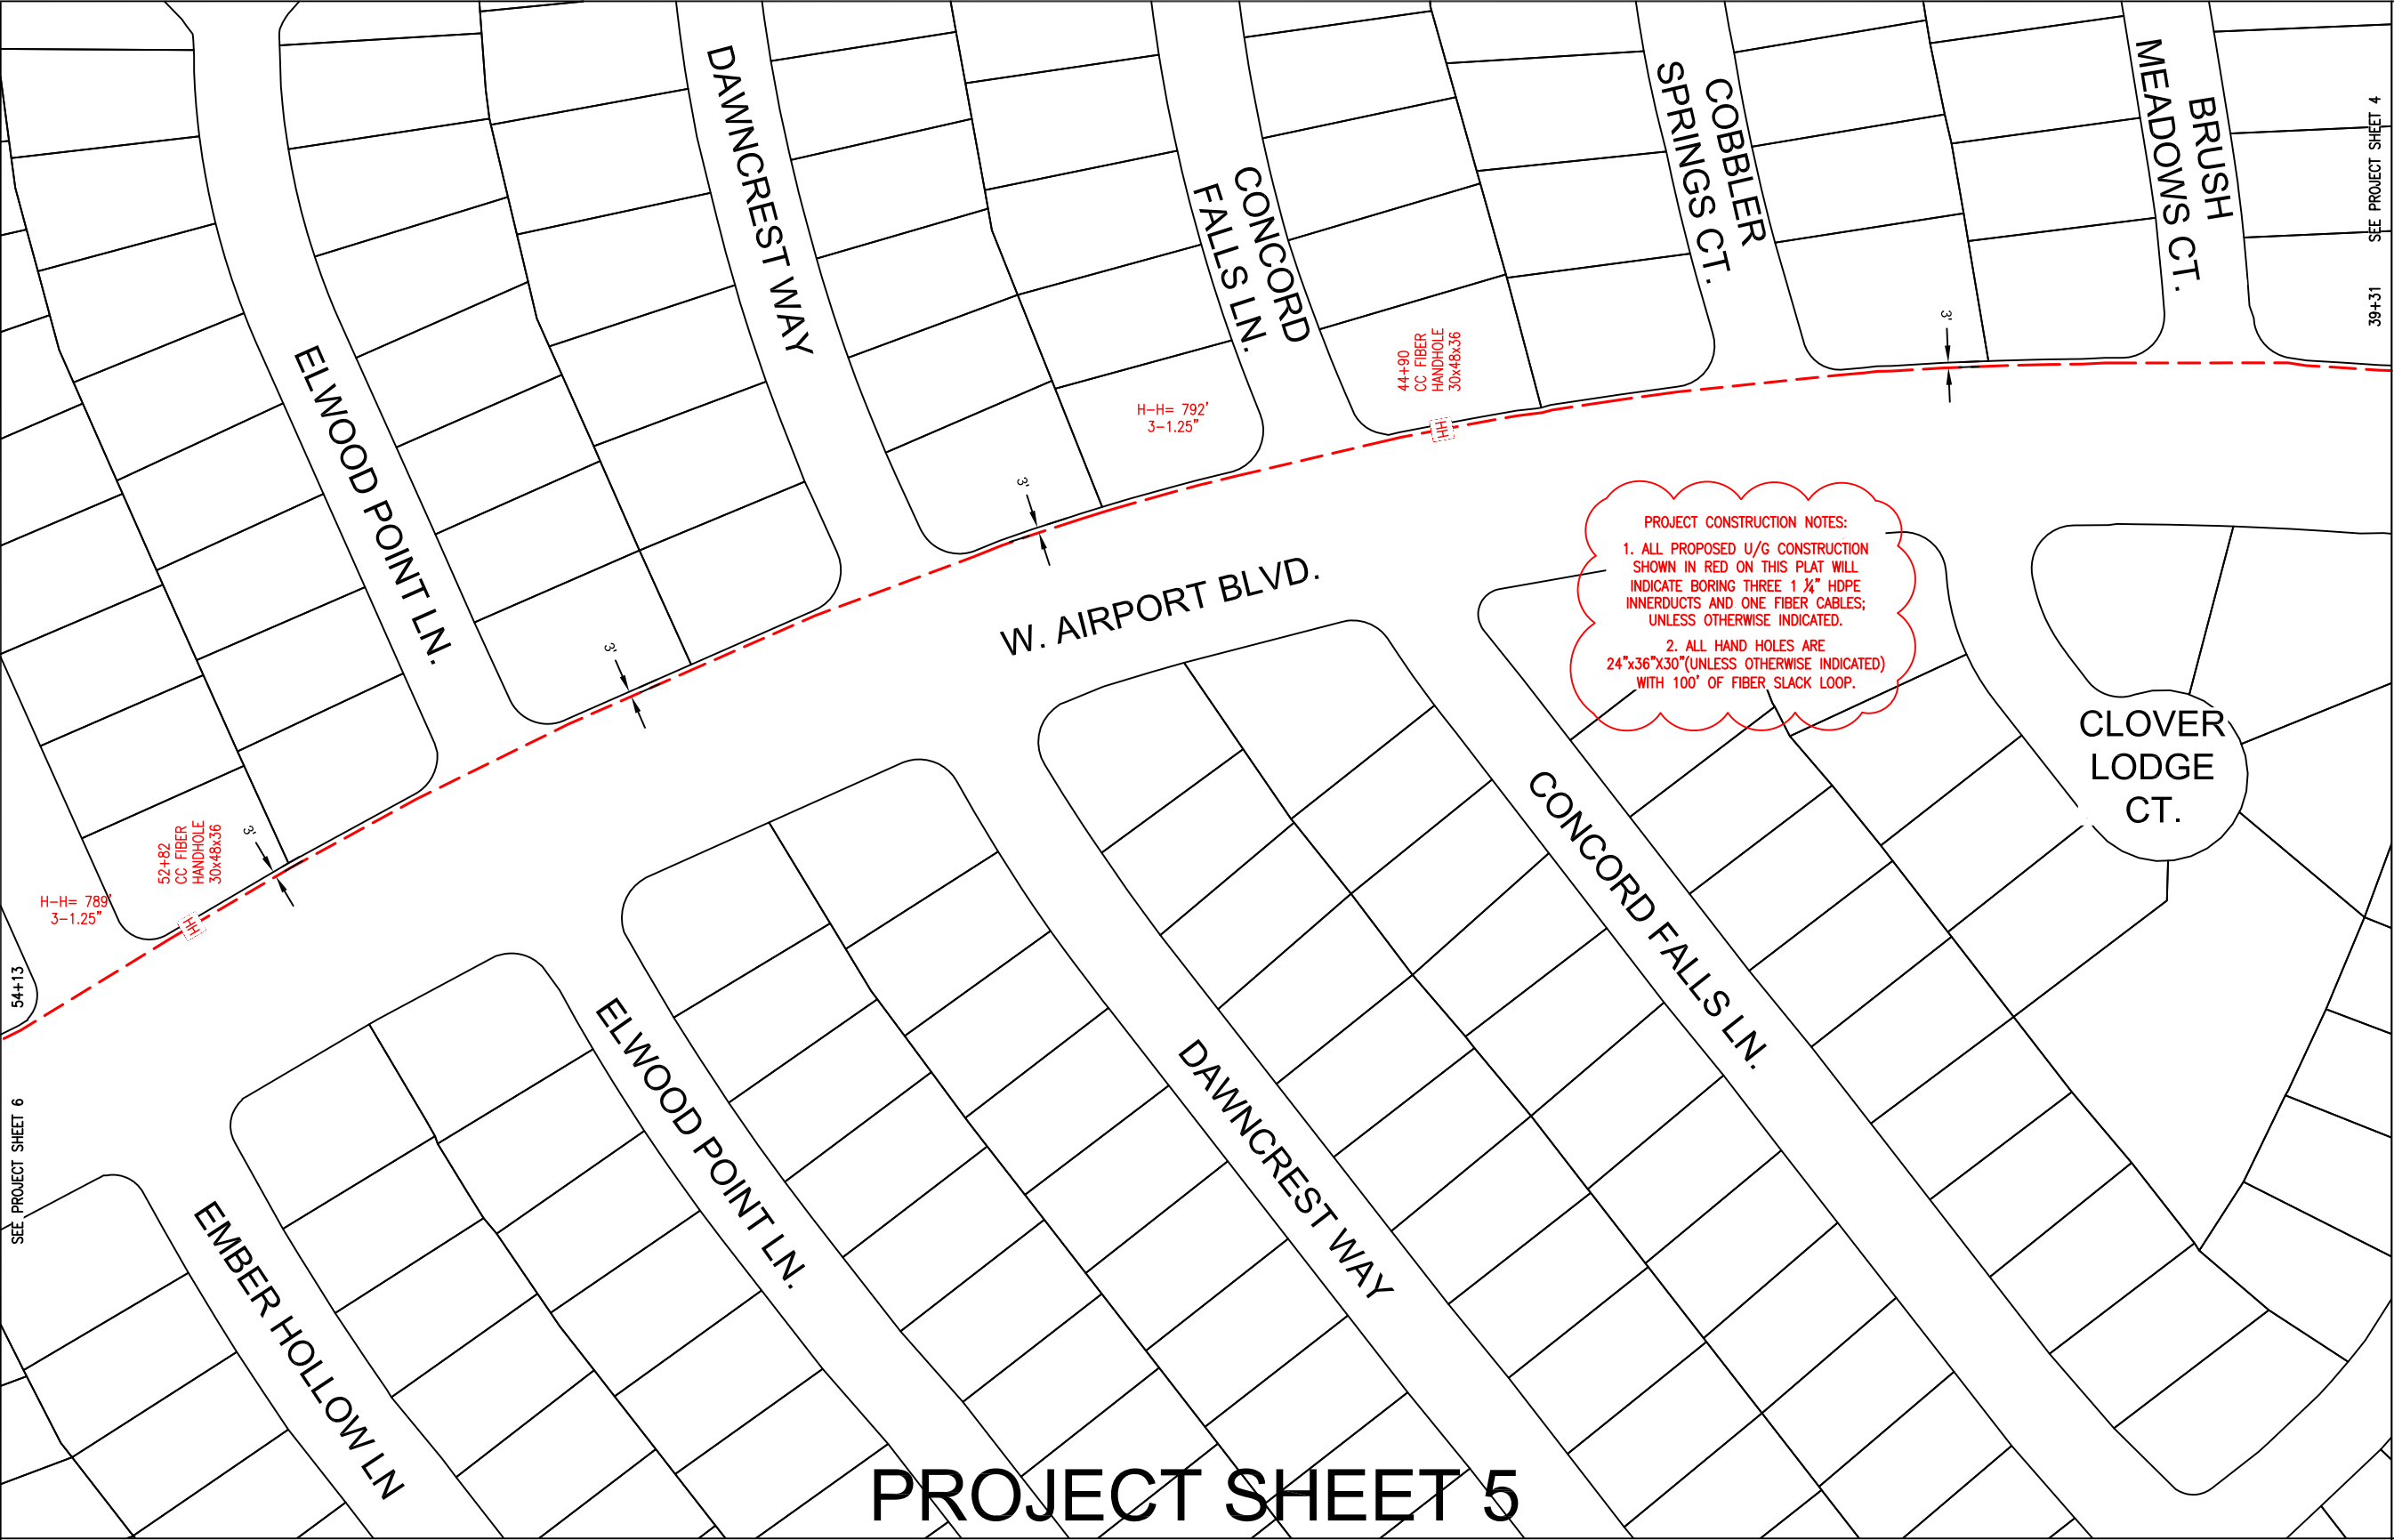 DAWNCREST WAY
CONCORD
FALLS LN.
COBBLER
SPRINGS CT.
BRUSH
MEADOWS CT.
SEE PROJECT SHEET 4
39+31
ELWOOD POINT LN.
3'
44+90
CC FIBER
HANDHOLE
30x48x36
H-H= 792'
3-1.25"
HH
3'
PROJECT CONSTRUCTION NOTES:
1. ALL PROPOSED U/G CONSTRUCTION
SHOWN IN RED ON THIS PLAT WILL
INDICATE BORING THREE 1 ¼" HDPE
INNERDUCTS AND ONE FIBER CABLES;
UNLESS OTHERWISE INDICATED.
2. ALL HAND HOLES ARE
24"x36"X30"(UNLESS OTHERWISE INDICATED)
WITH 100' OF FIBER SLACK LOOP.
W. AIRPORT BLVD.
3'
CLOVER
LODGE
CT.
52+82
CC FIBER
HANDHOLE
30x48x36
3'
H-H= 789'
3-1.25"
HH
54+13
SEE PROJECT SHEET 6
CONCORD FALLS LN.
ELWOOD POINT LN.
DAWNCREST WAY
EMBER HOLLOW LN
PROJECT SHEET 5